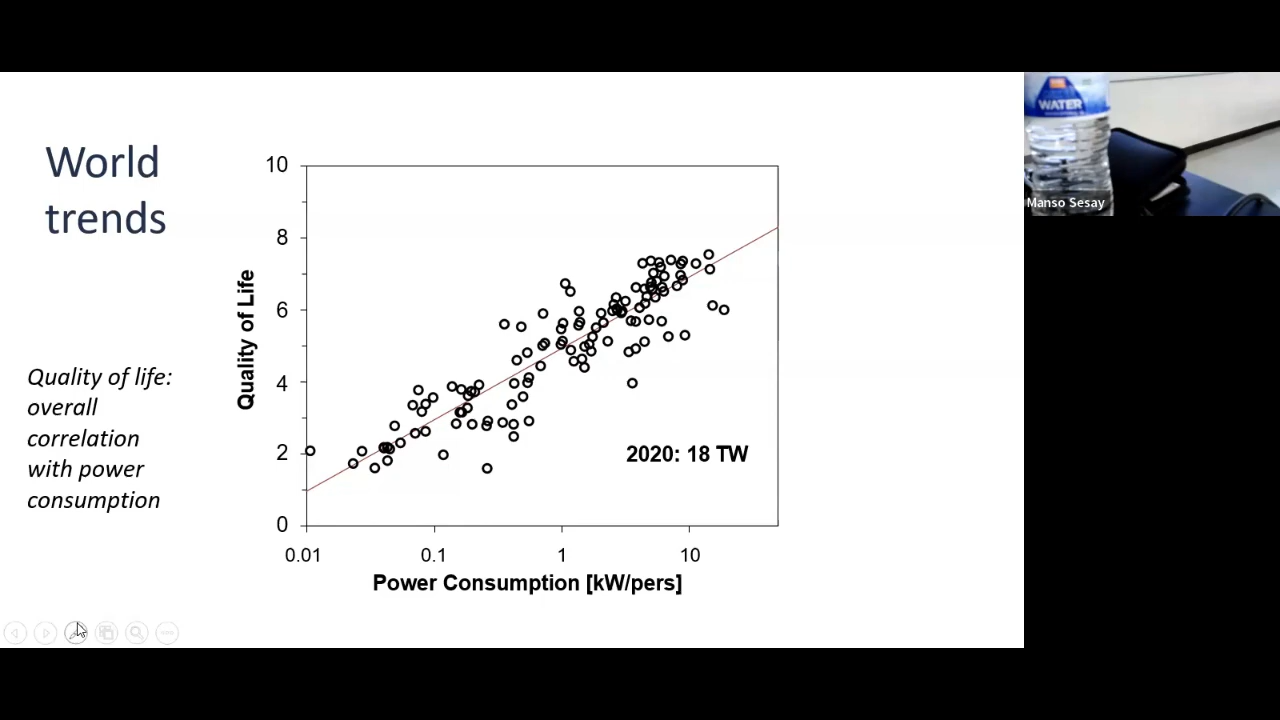 World
trends
Quality of life:
overall
correlation
with power
consumption
Quality of Life
10
8
6
4
2
0
2020: 18 TW
0.01
0.1
1
10
Power Consumption [kW/pers]
WATER
Manso Sesay